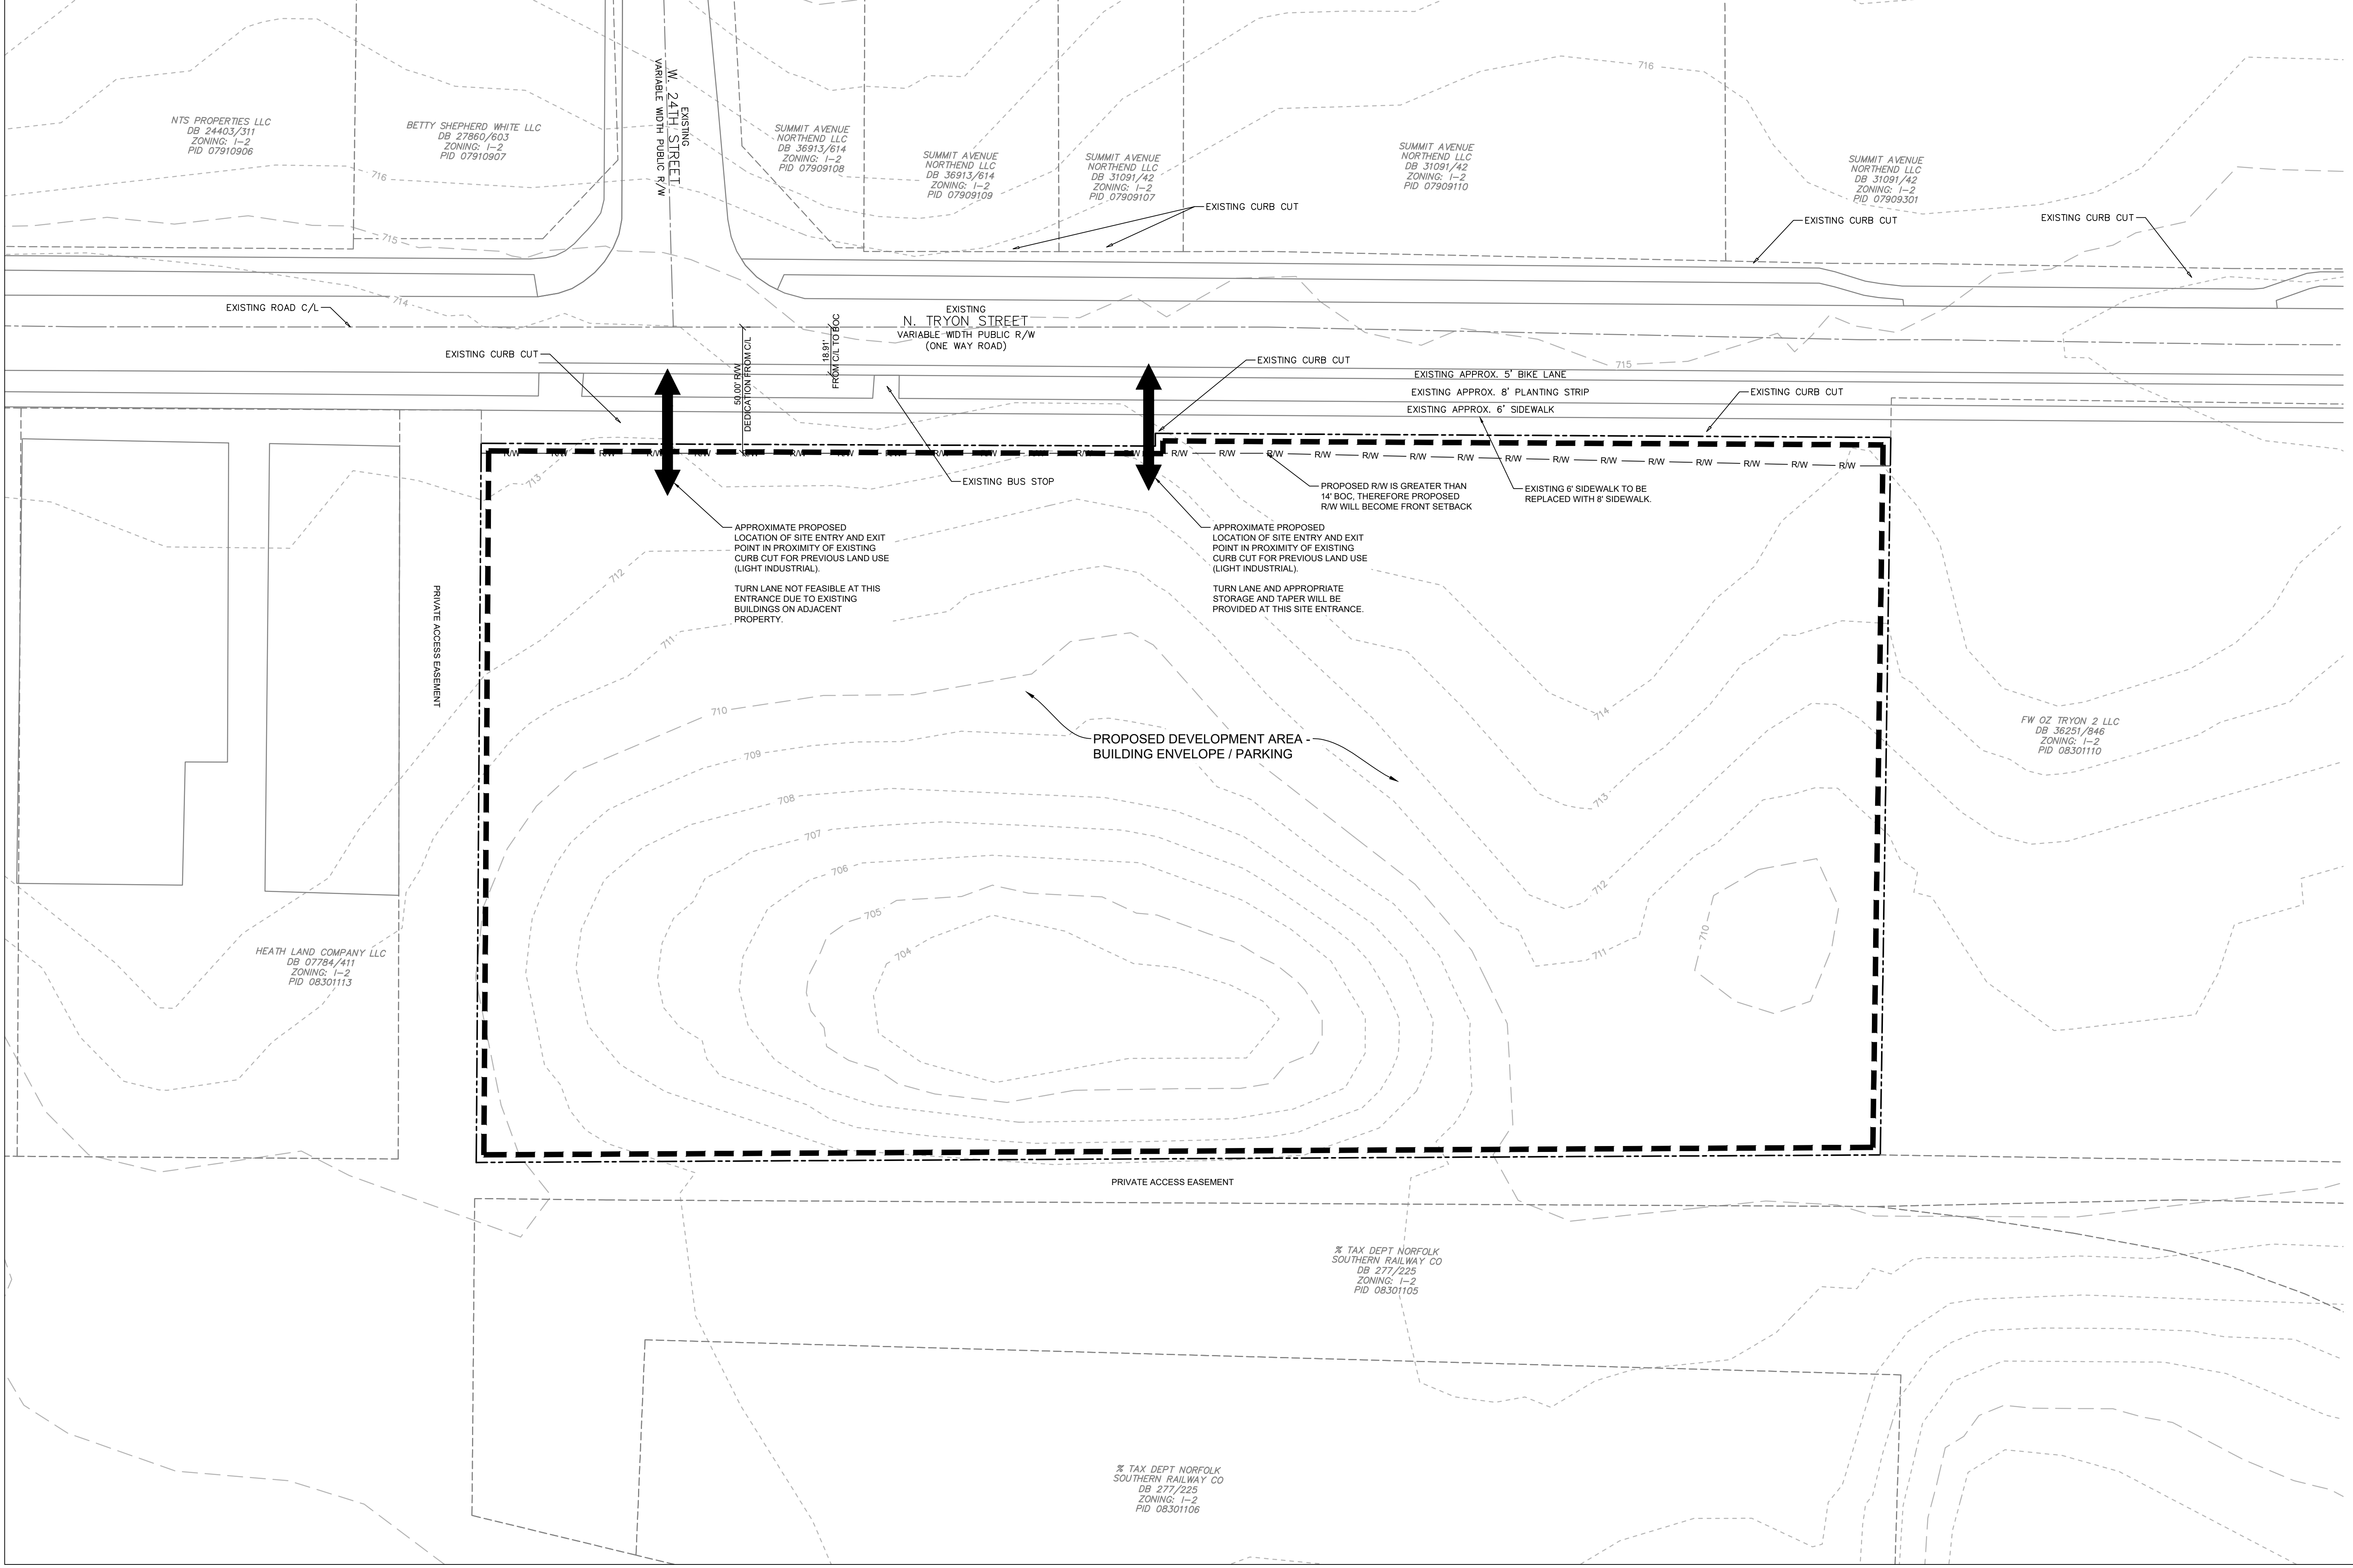 NTS PROPERTIES LLC
DB 24403/311
ZONING: I-2
PID 07910906
BETTY SHEPHERD WHITE LLC
DB 27860/603
ZONING: I-2
PID 07910907
EXISTING
W. 24TH STREET
VARIABLE WIDTH PUBLIC R/W
SUMMIT AVENUE
NORTHEND LLC
DB 36913/614
ZONING: I-2
PID 07909108
SUMMIT AVENUE
NORTHEND LLC
DB 36913/614
ZONING: I-2
PID 07909109
SUMMIT AVENUE
NORTHEND LLC
DB 31091/42
ZONING: I-2
PID 07909107
SUMMIT AVENUE
NORTHEND LLC
DB 31091/42
ZONING: I-2
PID 07909110
SUMMIT AVENUE
NORTHEND LLC
DB 31091/42
ZONING: I-2
PID 07909301
716
716
715
714
EXISTING CURB CUT
EXISTING CURB CUT
EXISTING CURB CUT
EXISTING ROAD C/L
EXISTING
N. TRYON STREET
VARIABLE WIDTH PUBLIC R/W
(ONE WAY ROAD)
50.00' R/W
DEDICATION FROM C/L
18.91'
FROM C/L TO BOC
EXISTING CURB CUT
EXISTING CURB CUT
715
EXISTING APPROX. 5' BIKE LANE
EXISTING APPROX. 8' PLANTING STRIP
EXISTING APPROX. 6' SIDEWALK
EXISTING CURB CUT
R/W R/W R/W R/W R/W R/W R/W R/W R/W R/W R/W R/W R/W R/W R/W R/W R/W R/W R/W R/W R/W R/W R/W R/W R/W R/W R/W R/W R/W
713
EXISTING BUS STOP
PROPOSED R/W IS GREATER THAN
14' BOC, THEREFORE PROPOSED
R/W WILL BECOME FRONT SETBACK
EXISTING 6' SIDEWALK TO BE
REPLACED WITH 8' SIDEWALK.
APPROXIMATE PROPOSED
LOCATION OF SITE ENTRY AND EXIT
POINT IN PROXIMITY OF EXISTING
CURB CUT FOR PREVIOUS LAND USE
(LIGHT INDUSTRIAL).
TURN LANE NOT FEASIBLE AT THIS
ENTRANCE DUE TO EXISTING
BUILDINGS ON ADJACENT
PROPERTY.
APPROXIMATE PROPOSED
LOCATION OF SITE ENTRY AND EXIT
POINT IN PROXIMITY OF EXISTING
CURB CUT FOR PREVIOUS LAND USE
(LIGHT INDUSTRIAL).
TURN LANE AND APPROPRIATE
STORAGE AND TAPER WILL BE
PROVIDED AT THIS SITE ENTRANCE.
PRIVATE ACCESS EASEMENT
712
711
710
709
708
707
706
705
704
714
713
712
711
710
PROPOSED DEVELOPMENT AREA -
BUILDING ENVELOPE / PARKING
FW OZ TRYON 2 LLC
DB 36251/846
ZONING: I-2
PID 08301110
HEATH LAND COMPANY LLC
DB 07784/411
ZONING: I-2
PID 08301113
PRIVATE ACCESS EASEMENT
% TAX DEPT NORFOLK
SOUTHERN RAILWAY CO
DB 277/225
ZONING: I-2
PID 08301105
% TAX DEPT NORFOLK
SOUTHERN RAILWAY CO
DB 277/225
ZONING: I-2
PID 08301106